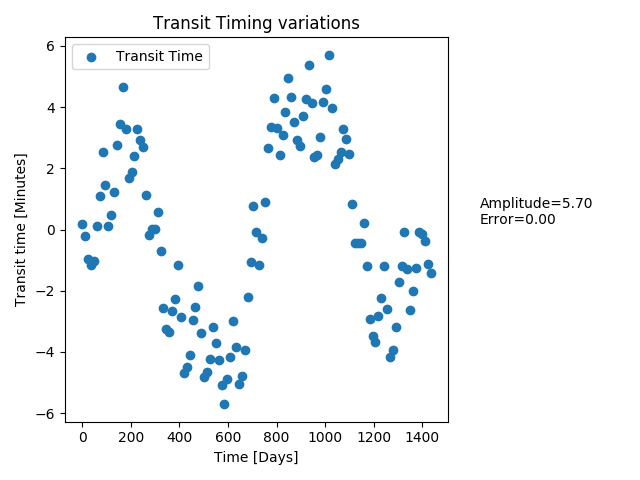 Transit Timing variations
Transit Time
Transit time [Minutes]
6
4
2
0
−2
−4
−6
0
200
400
600
800
1000
1200
1400
Time [Days]
Amplitude=5.70
Error=0.00